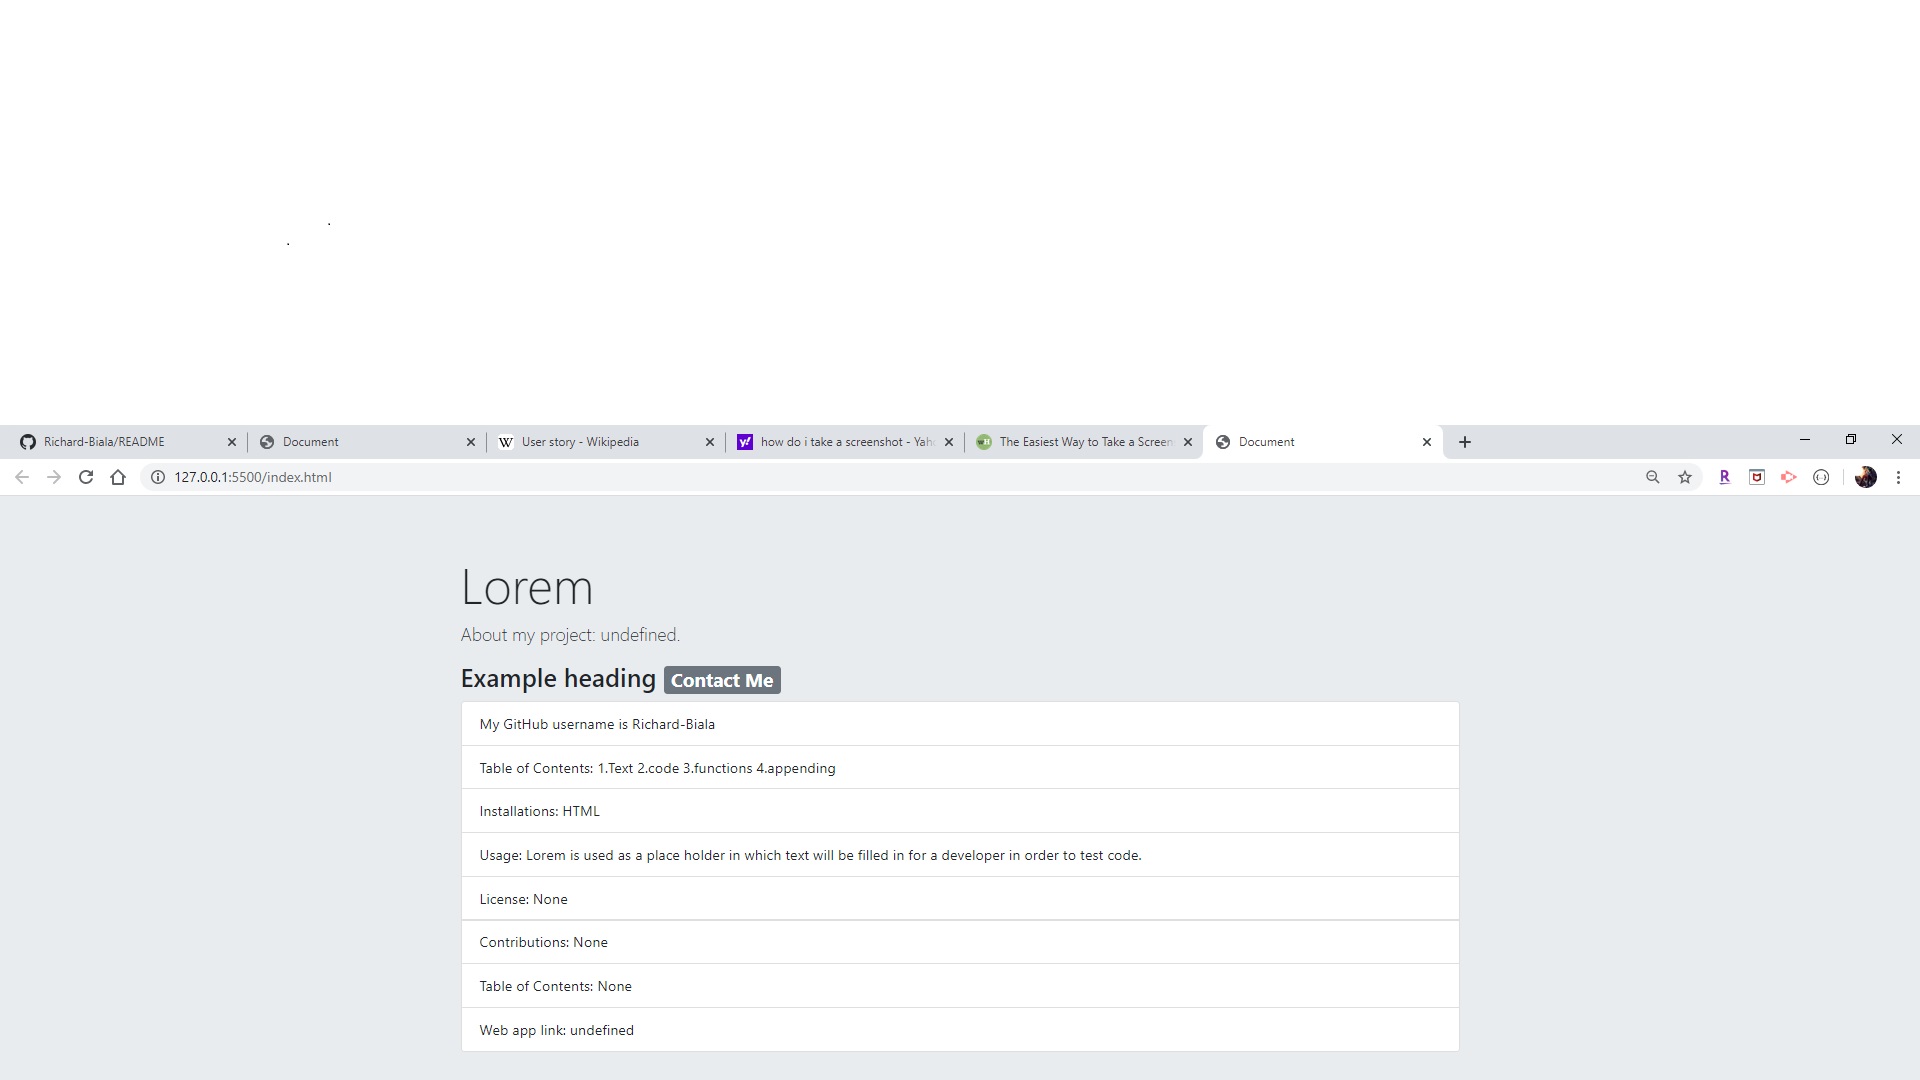 Richard-Biala/README
Document
User story - Wikipedia
how do i take a screenshot - Yah
The Easiest Way to Take a Screen
Document
127.0.0.1:5500/index.html
Lorem
About my project: undefined.
Example heading Contact Me
My GitHub username is Richard-Biala
Table of Contents: 1.Text 2.code 3.functions 4.appending
Installations: HTML
Usage: Lorem is used as a place holder in which text will be filled in for a developer in order to test code.
License: None
Contributions: None
Table of Contents: None
Web app link: undefined